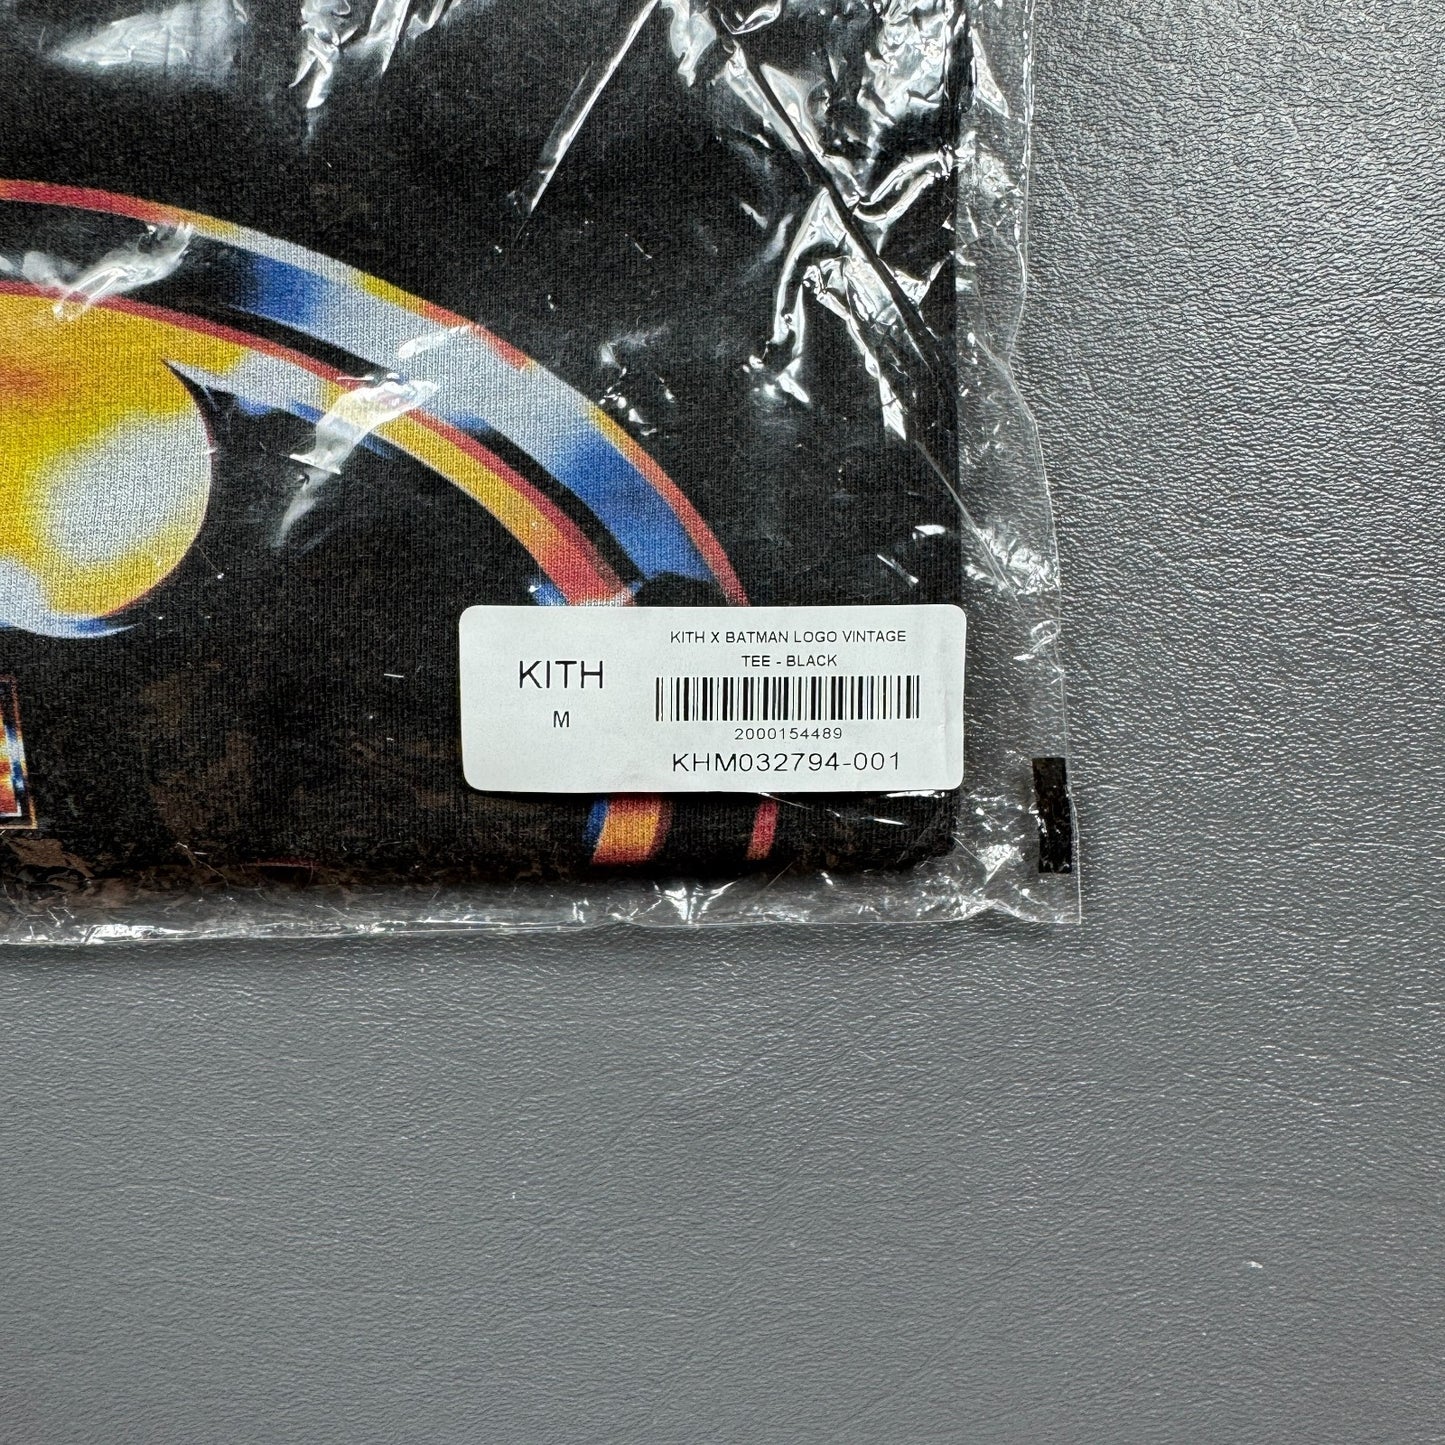 KITH
M
KITH X BATMAN LOGO VINTAGE
TEE - BLACK
2000154489
KHM032794-001